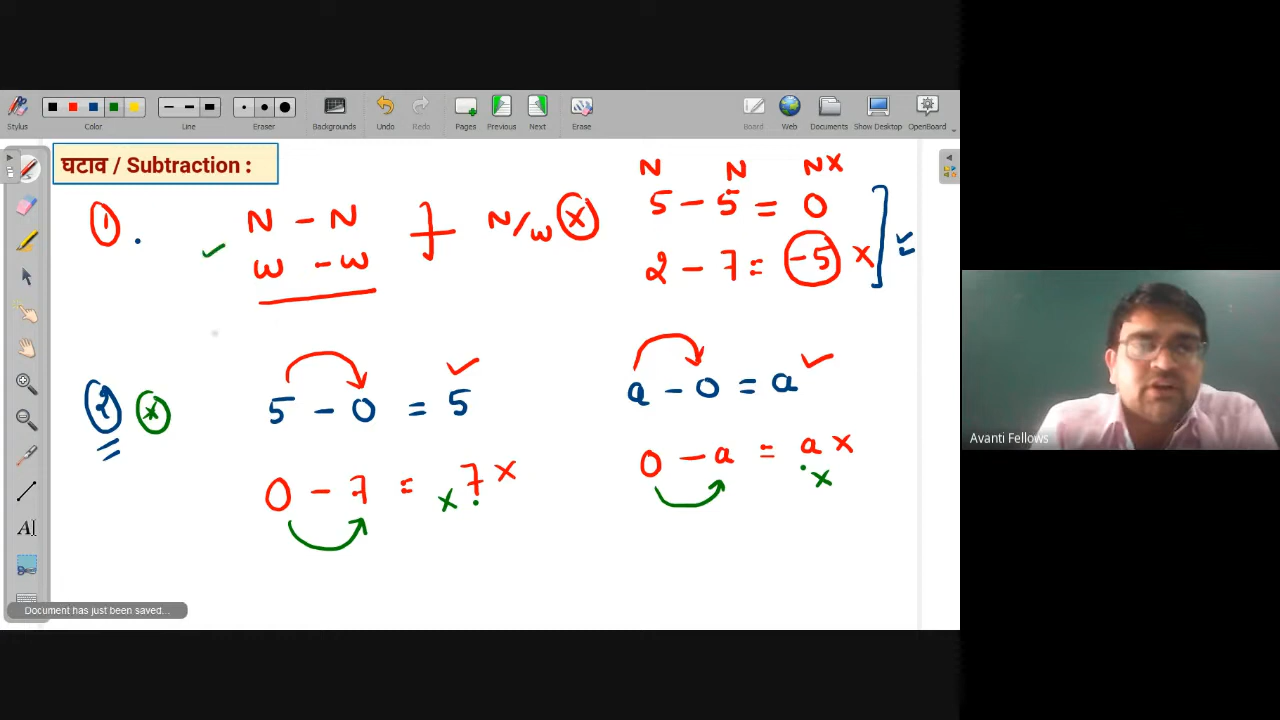 Stylus Color Line Eraser Backgrounds Undo Redo Pages Previous Next Erase Board Web Documents Show Desktop OpenBoard
घटाव / Subtraction :
N N N X
5 - 5 = 0
① . N - N } N/W ⓧ
W - W
2 - 7 = -5 X
② ⓧ 5 - 0 = 5 ✓
a - 0 = a ✓
0 - 7 = x 7 x
0 - a = a x
x
Avanti Fellows
Document has just been saved...